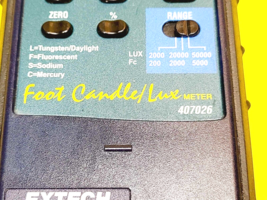 ZERO % RANGE
L=Tungsten/Daylight
F=Fluorescent
S=Sodium
C=Mercury
LUX 2000 20000 50000
Fc 200 2000 5000
Foot Candle/Lux METER
407026
EXTECH